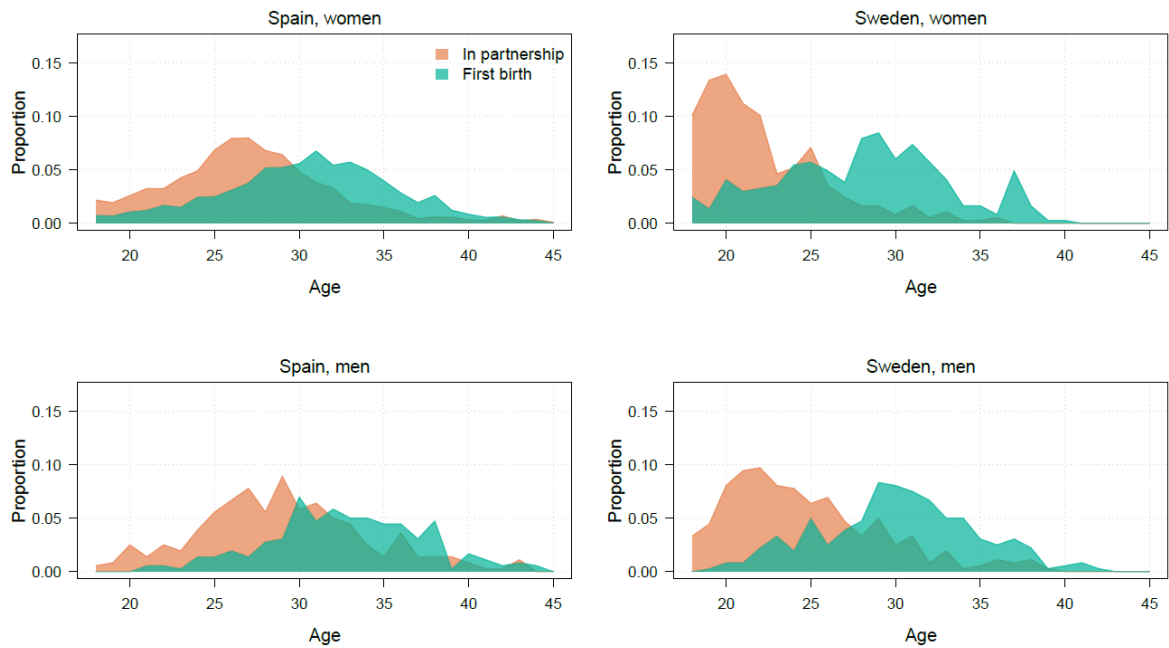 Spain, women
Proportion
0.15
0.10
0.05
0.00
In partnership
First birth
20 25 30 35 40 45
Age
Sweden, women
Proportion
0.15
0.10
0.05
0.00
20 25 30 35 40 45
Age
Spain, men
Proportion
0.15
0.10
0.05
0.00
20 25 30 35 40 45
Age
Sweden, men
Proportion
0.15
0.10
0.05
0.00
20 25 30 35 40 45
Age